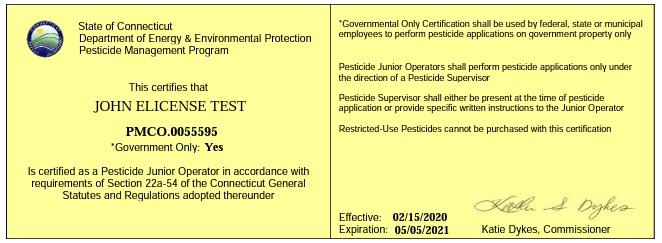 State of Connecticut
Department of Energy & Environmental Protection
Pesticide Management Program
This certifies that
JOHN ELICENSE TEST
PMCO.0055595
*Government Only: Yes
Is certified as a Pesticide Junior Operator in accordance with
requirements of Section 22a-54 of the Connecticut General
Statutes and Regulations adopted thereunder
*Governmental Only Certification shall be used by federal, state or municipal
employees to perform pesticide applications on government property only
Pesticide Junior Operators shall perform pesticide applications only under
the direction of a Pesticide Supervisor
Pesticide Supervisor shall either be present at the time of pesticide
application or provide specific written instructions to the Junior Operator
Restricted-Use Pesticides cannot be purchased with this certification
Katie S Dykes
Effective: 02/15/2020
Expiration: 05/05/2021
Katie Dykes, Commissioner